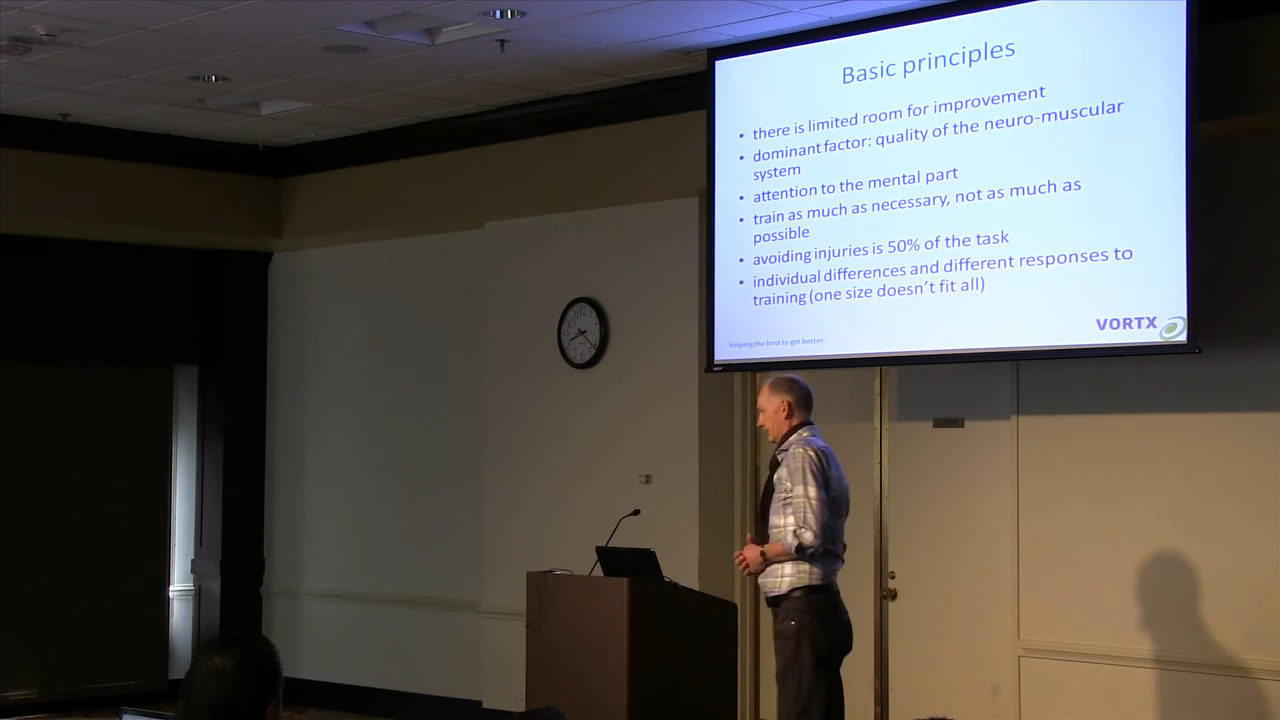 Basic principles
• there is limited room for improvement
• dominant factor: quality of the neuro-muscular
system
• attention to the mental part
• train as much as necessary, not as much as
possible
• avoiding injuries is 50% of the task
• individual differences and different responses to
training (one size doesn't fit all)
helping the best to get better
VORTX